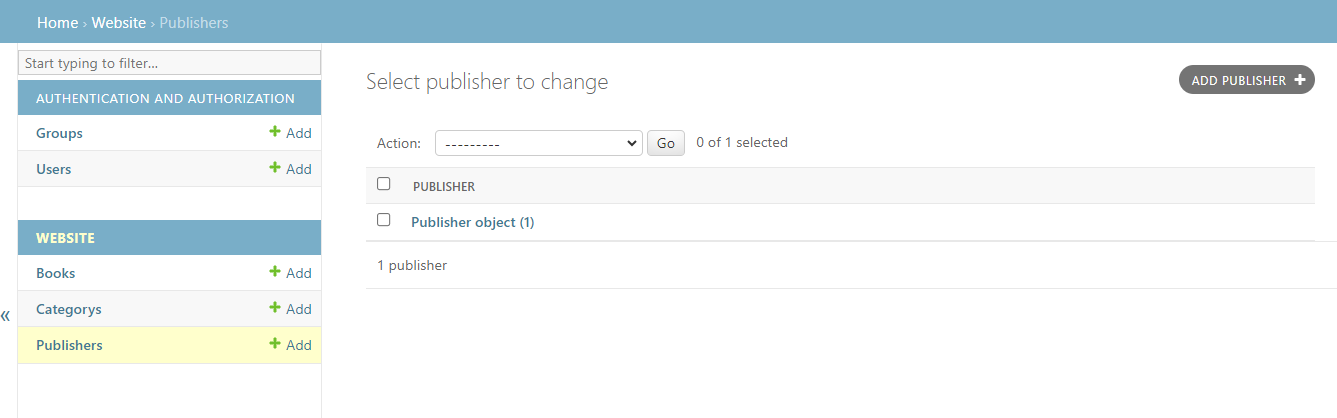 Home › Website › Publishers
Start typing to filter...
AUTHENTICATION AND AUTHORIZATION
Groups + Add
Users + Add
WEBSITE
Books + Add
Categorys + Add
Publishers + Add
«
Select publisher to change
ADD PUBLISHER +
Action: --------- Go 0 of 1 selected
PUBLISHER
Publisher object (1)
1 publisher